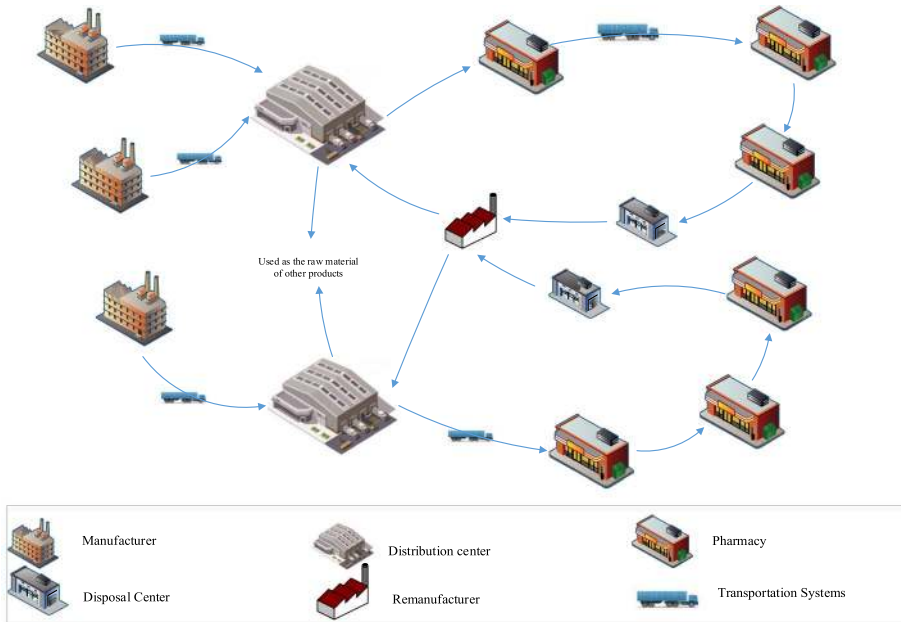 Used as the raw material
of other products
Manufacturer
Distribution center
Pharmacy
Disposal Center
Remanufacturer
Transportation Systems